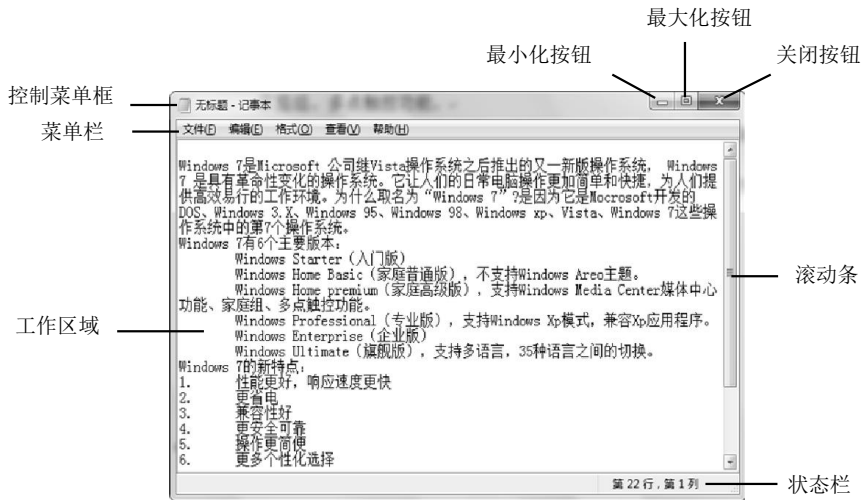 最大化按钮
最小化按钮
关闭按钮
控制菜单框
无标题 - 记事本
菜单栏
文件(F) 编辑(E) 格式(O) 查看(V) 帮助(H)
Windows 7是Microsoft 公司继Vista操作系统之后推出的又一新版操作系统， Windows
7 是具有革命性变化的操作系统。它让人们的日常电脑操作更加简单和快捷，为人们提
供高效易行的工作环境。为什么取名为“Windows 7”?是因为它是Mocrosoft开发的
DOS、Windows 3.X、Windows 95、Windows 98、Windows xp、Vista、Windows 7这些操
作系统中的第7个操作系统。
Windows 7有6个主要版本：
Windows Starter（入门版）
Windows Home Basic（家庭普通版），不支持Windows Areo主题。
Windows Home premium（家庭高级版），支持Windows Media Center媒体中心
功能、家庭组、多点触控功能。
Windows Professional（专业版），支持Windows Xp模式，兼容Xp应用程序。
Windows Enterprise（企业版）
Windows Ultimate（旗舰版），支持多语言，35种语言之间的切换。
Windows 7的新特点：
1. 性能更好，响应速度更快
2. 更省电
3. 兼容性好
4. 更安全可靠
5. 操作更简便
6. 更多个性化选择
滚动条
工作区域
第 22 行，第 1 列
状态栏